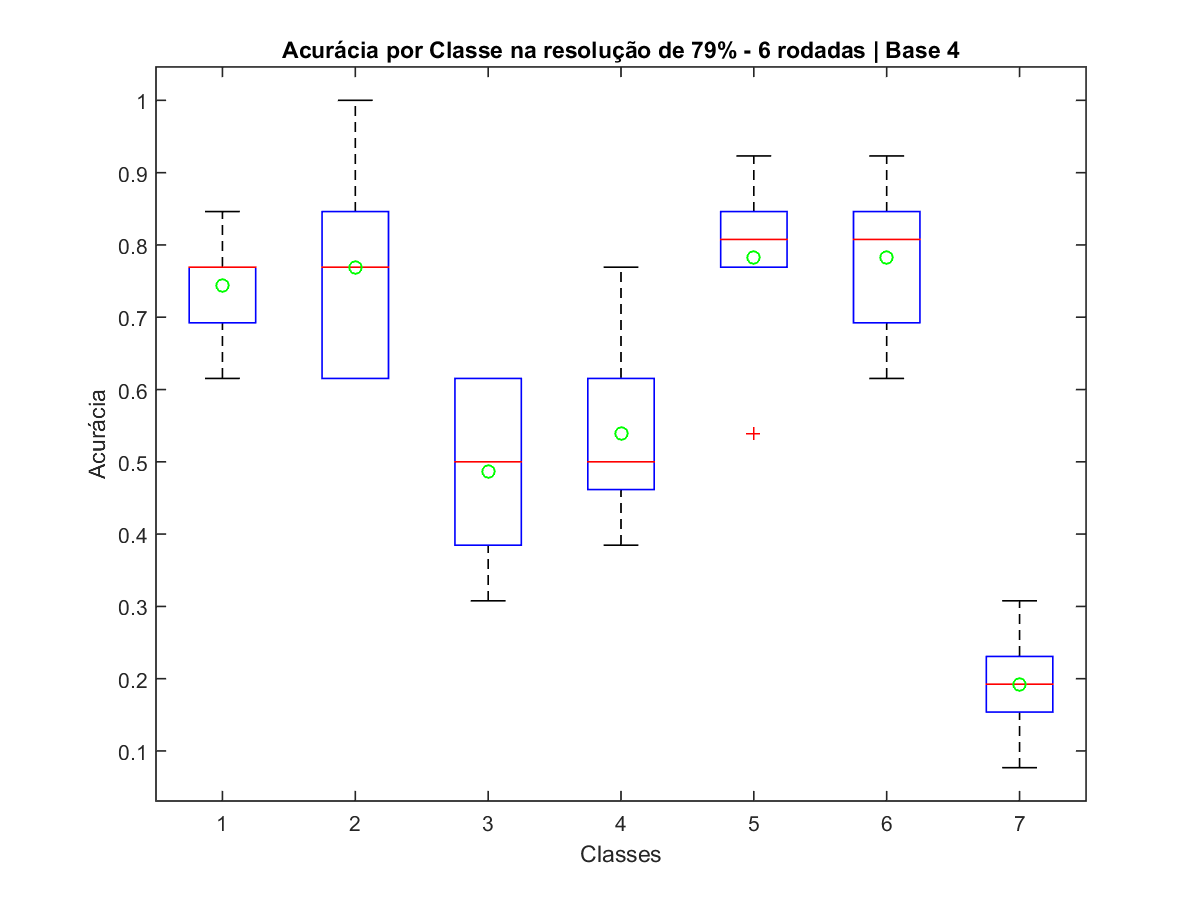 Acurácia por Classe na resolução de 79% - 6 rodadas | Base 4
1
0.9
0.8
0.7
0.6
0.5
0.4
0.3
0.2
0.1
Acurácia
1 2 3 4 5 6 7
Classes